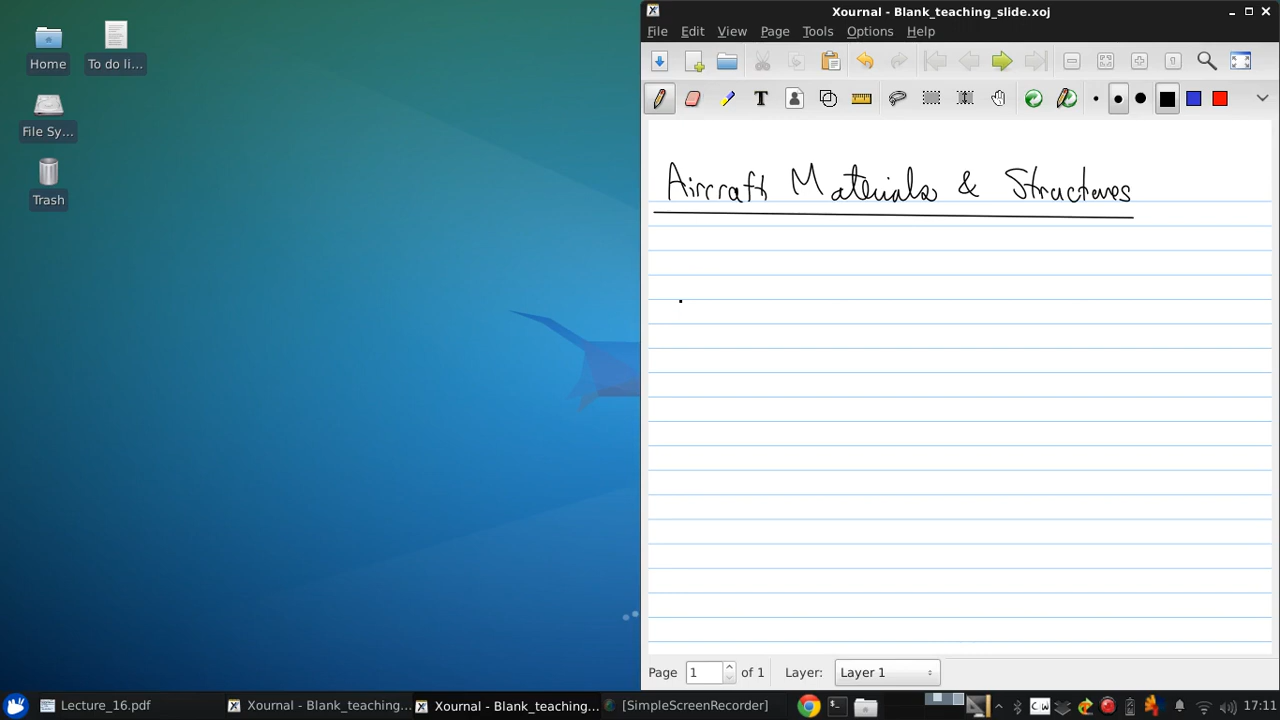 Xournal - Blank_teaching_slide.xoj
File Edit View Page Tools Options Help
Home
To do li...
File Sy...
Trash
Aircraft Materials & Structures
Page 1 of 1 Layer: Layer 1
Lecture_16.pdf
Xournal - Blank_teaching...
Xournal - Blank_teaching...
[SimpleScreenRecorder]
17:11